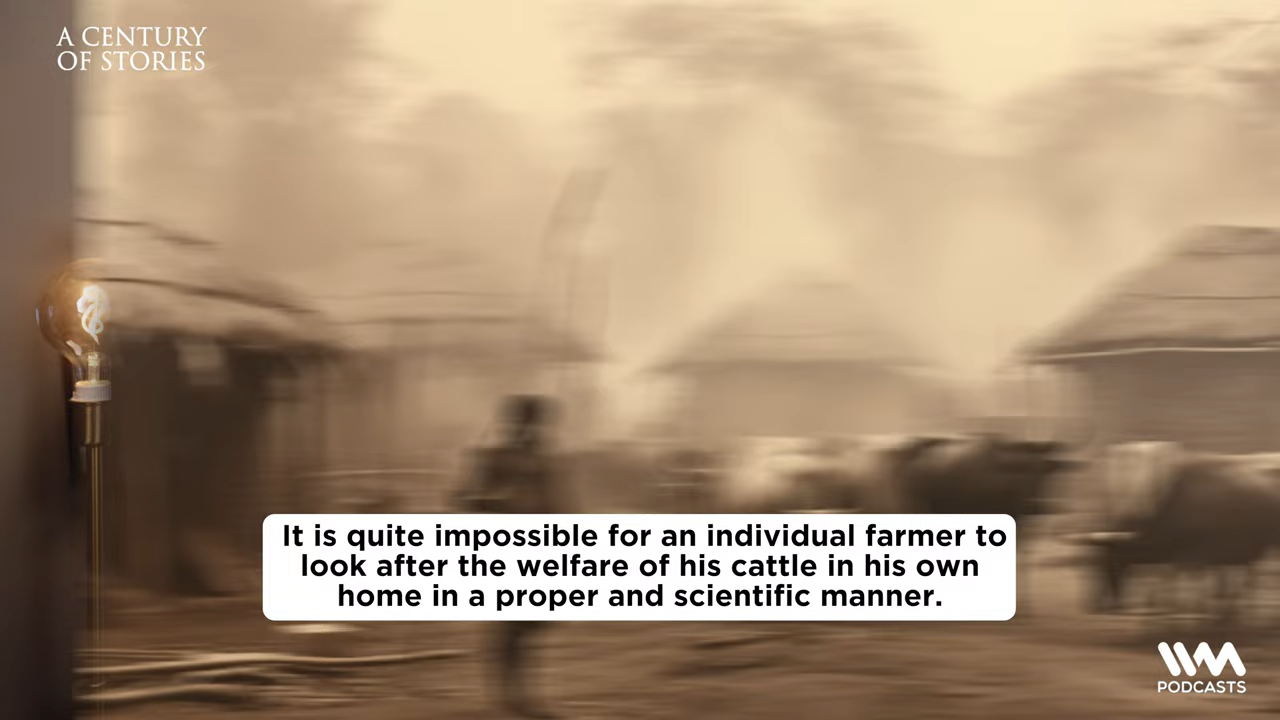 A CENTURY
OF STORIES
It is quite impossible for an individual farmer to
look after the welfare of his cattle in his own
home in a proper and scientific manner.
IVM
PODCASTS